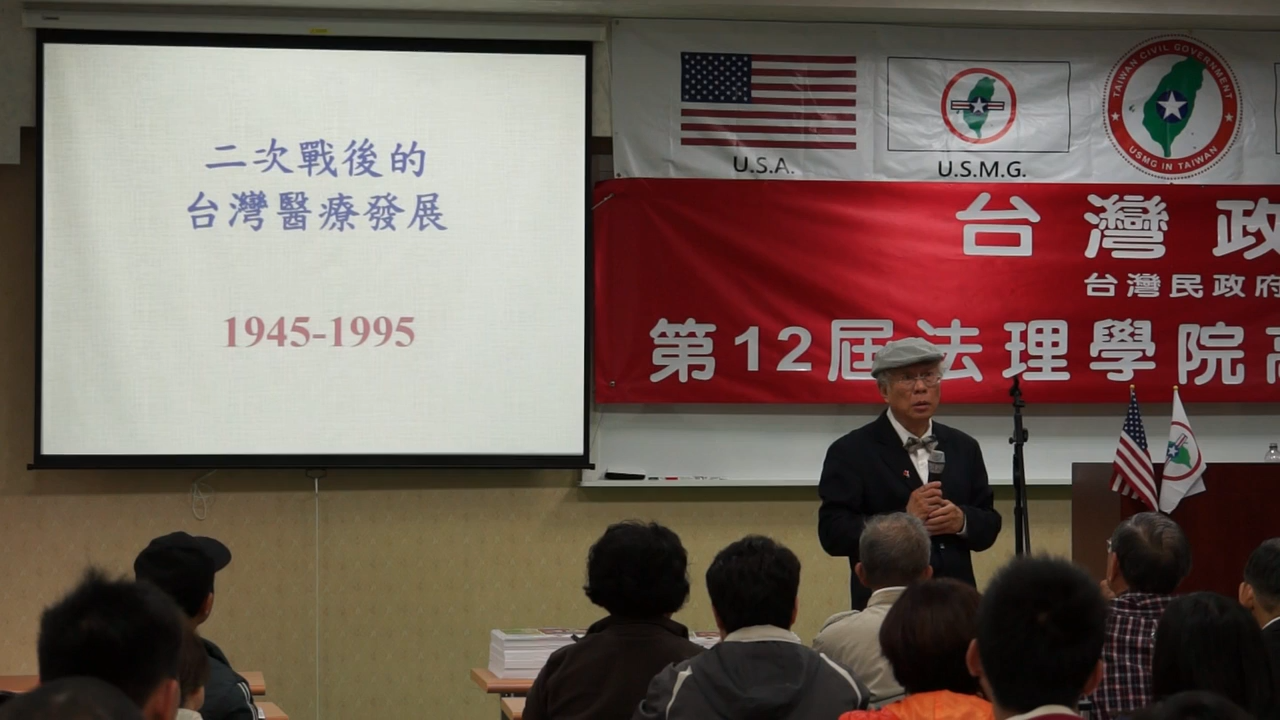 二次戰後的
台灣醫療發展
1945-1995
U.S.A.
U.S.M.G.
TAIWAN CIVIL GOVERNMENT
USMG IN TAIWAN
台灣政
台灣民政府
第12屆法理學院高